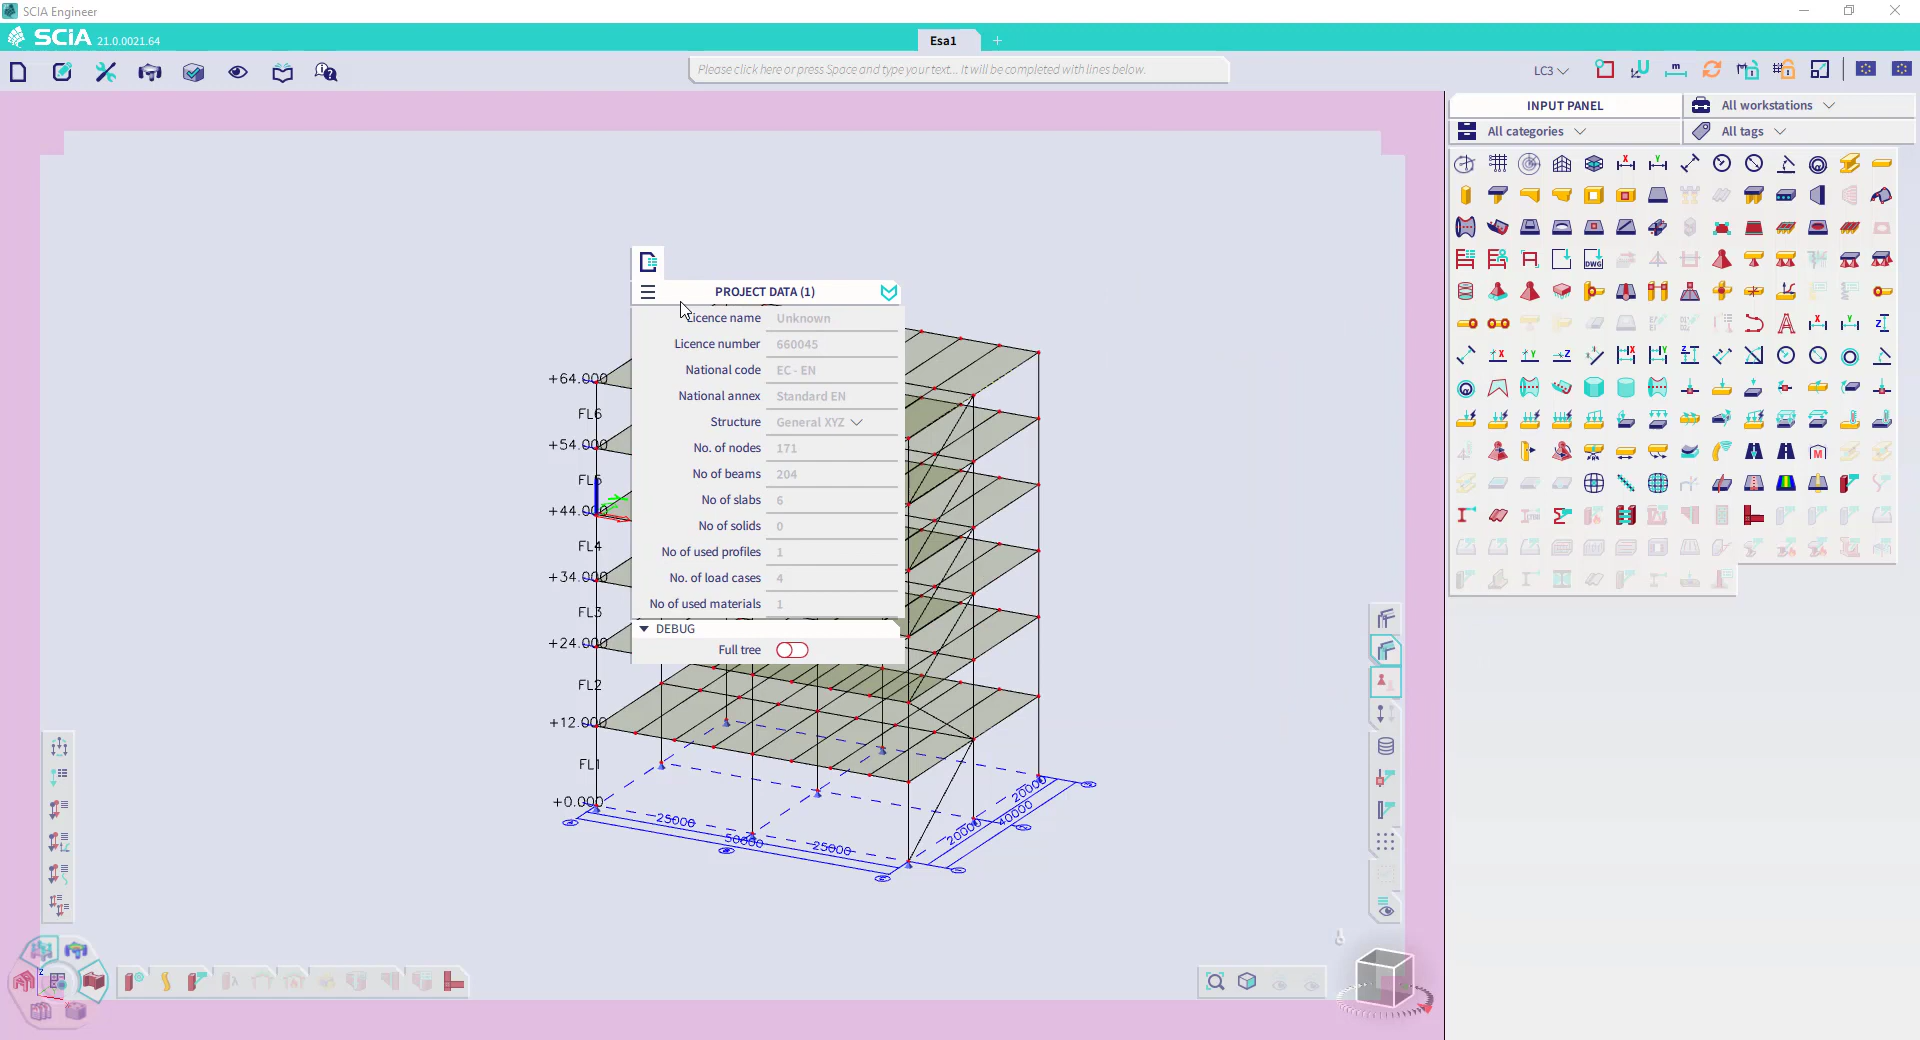 SCIA Engineer
SCiA 21.0.0021.64
Esa1
Please click here or press Space and type your text... It will be completed with lines below.
LC3
INPUT PANEL
All workstations
All categories
All tags
DWG
PROJECT DATA (1)
Licence name Unknown
Licence number 660045
National code EC - EN
National annex Standard EN
Structure General XYZ
No. of nodes 171
No of beams 204
No of slabs 6
No of solids 0
No of used profiles 1
No. of load cases 4
No of used materials 1
DEBUG
Full tree
+64.000
FL6
+54.000
FL5
+44.000
FL4
+34.000
FL3
+24.000
FL2
+12.000
FL1
+0.000
25000
50000
25000
20000
20000
40000